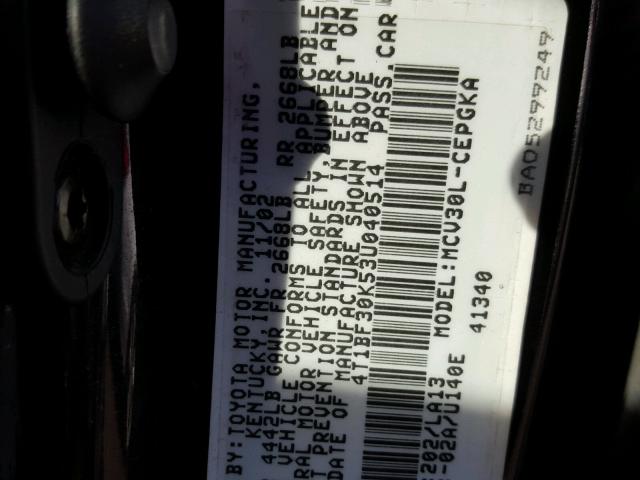 BY: TOYOTA MOTOR MANUFACTURING,
KENTUCKY, INC. 11/02
4442LB GAWR FR 2668LB RR 2668LB
VEHICLE CONFORMS TO ALL APPLICABLE
RAL MOTOR VEHICLE SAFETY, BUMPER AND
T PREVENTION STANDARDS IN EFFECT ON
DATE OF MANUFACTURE SHOWN ABOVE
4T1BF30K53U040514 PASS.CAR
MODEL:MCV30L-CEPGKA
202/LA13
-02A/U140E 41340
BA05299249